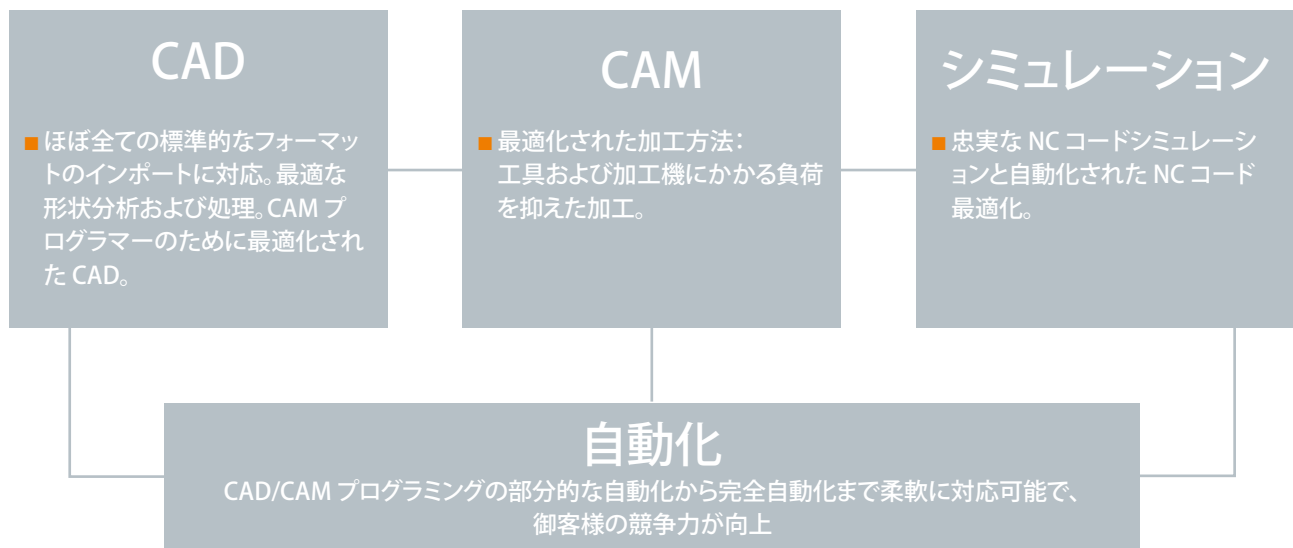 CAD
■ ほぼ全ての標準的なフォーマッ
トのインポートに対応。最適な
形状分析および処理。CAM プ
ログラマーのために最適化され
た CAD。
CAM
■ 最適化された加工方法：
工具および加工機にかかる負荷
を抑えた加工。
シミュレーション
■ 忠実な NC コードシミュレーシ
ョンと自動化された NC コード
最適化。
自動化
CAD/CAM プログラミングの部分的な自動化から完全自動化まで柔軟に対応可能で、
御客様の競争力が向上